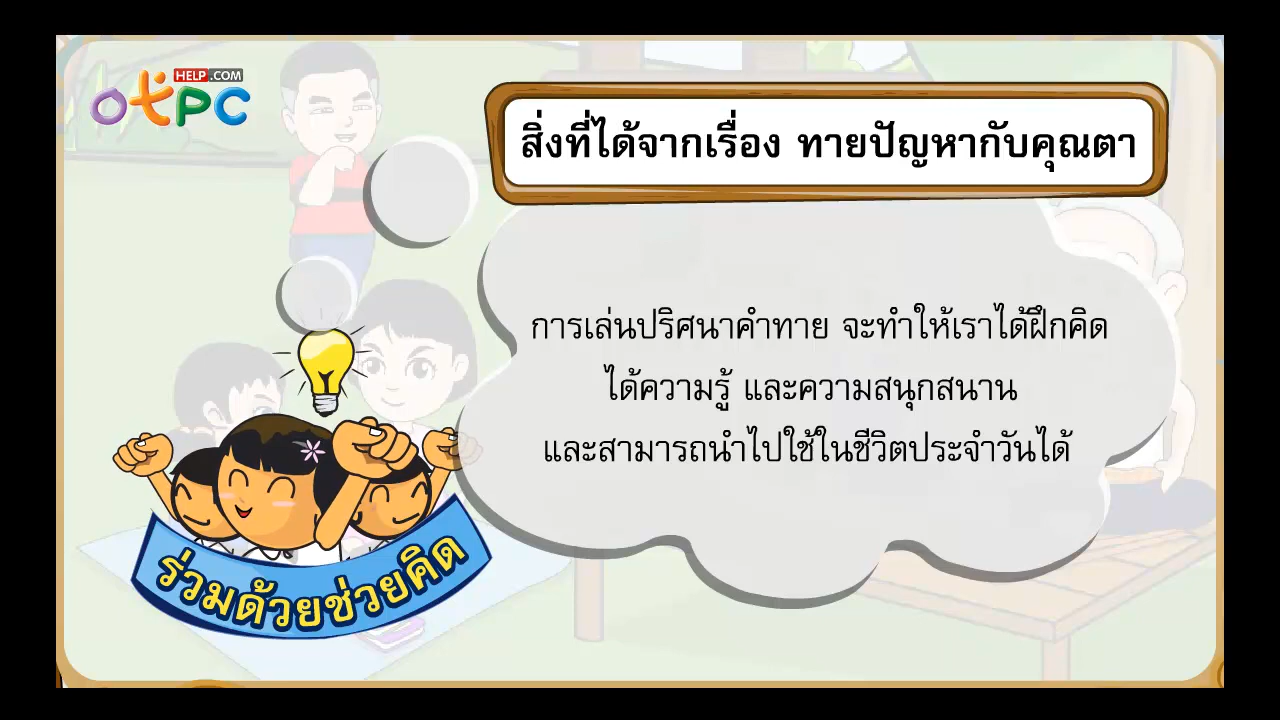 OTPC
HELP.COM
สิ่งที่ได้จากเรื่อง ทายปัญหากับคุณตา
การเล่นปริศนาคำทาย จะทำให้เราได้ฝึกคิด
ได้ความรู้ และความสนุกสนาน
และสามารถนำไปใช้ในชีวิตประจำวันได้
ร่วมด้วยช่วยคิด